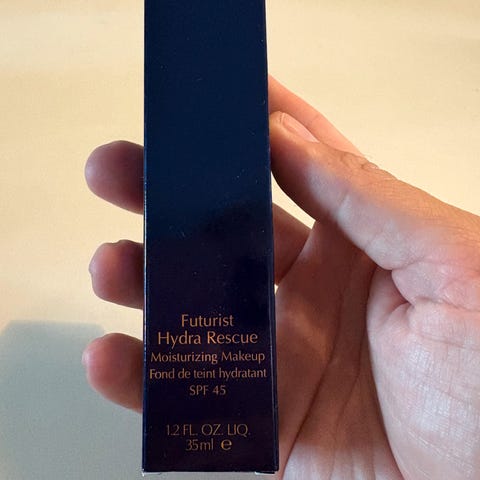 Futurist
Hydra Rescue
Moisturizing Makeup
Fond de teint hydratant
SPF 45
1.2 FL. OZ. LIQ.
35ml ℮